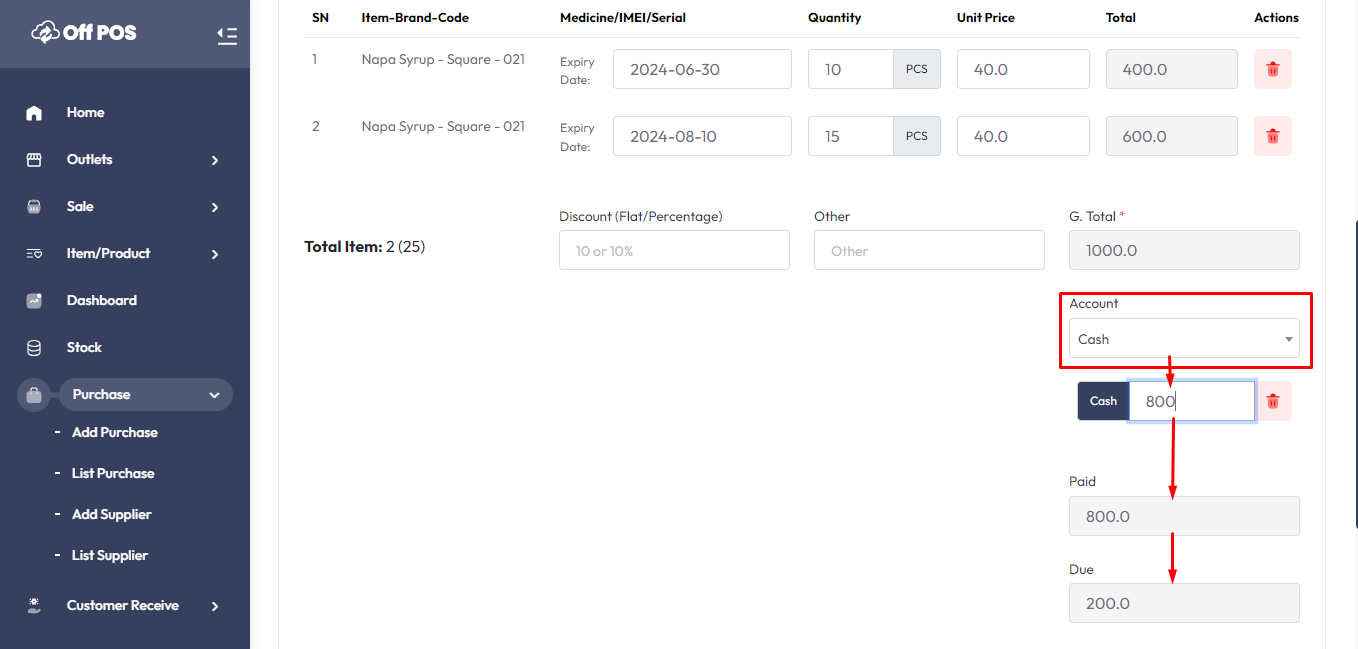 Off POS
Home
Outlets
Sale
Item/Product
Dashboard
Stock
Purchase
- Add Purchase
- List Purchase
- Add Supplier
- List Supplier
Customer Receive
SN Item-Brand-Code Medicine/IMEI/Serial Quantity Unit Price Total Actions
1 Napa Syrup - Square - 021 Expiry Date: 2024-06-30 10 PCS 40.0 400.0
2 Napa Syrup - Square - 021 Expiry Date: 2024-08-10 15 PCS 40.0 600.0
Discount (Flat/Percentage) Other G. Total *
Total Item: 2 (25) 10 or 10% Other 1000.0
Account
Cash
Cash 800
Paid
800.0
Due
200.0